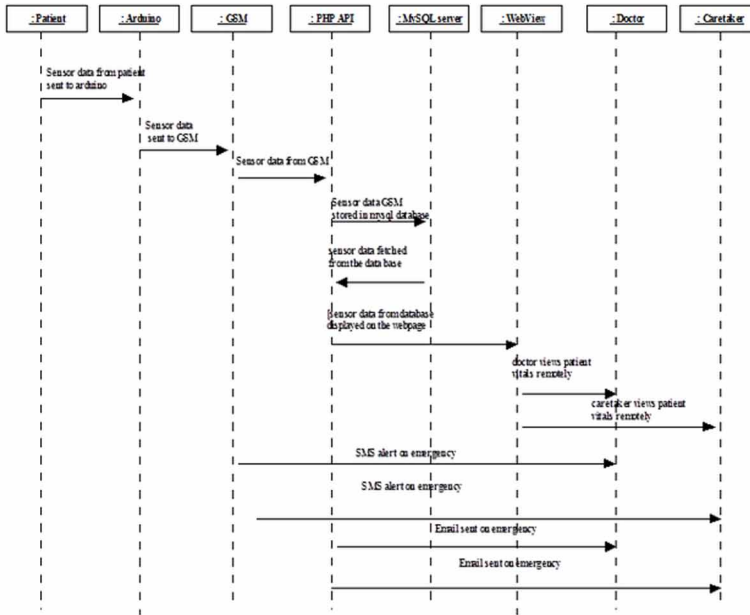 : Patient
: Arduino
: GSM
: PHP API
: MySQL server
: WebView
: Doctor
: Caretaker
Sensor data from patient
sent to arduino
Sensor data
sent to GSM
Sensor data from GSM
Sensor data GSM
stored in mysql database
sensor data fetched
from the data base
Sensor data from database
displayed on the webpage
doctor views patient
vitals remotely
caretaker views patient
vitals remotely
SMS alert on emergency
SMS alert on emergency
Email sent on emergency
Email sent on emergency